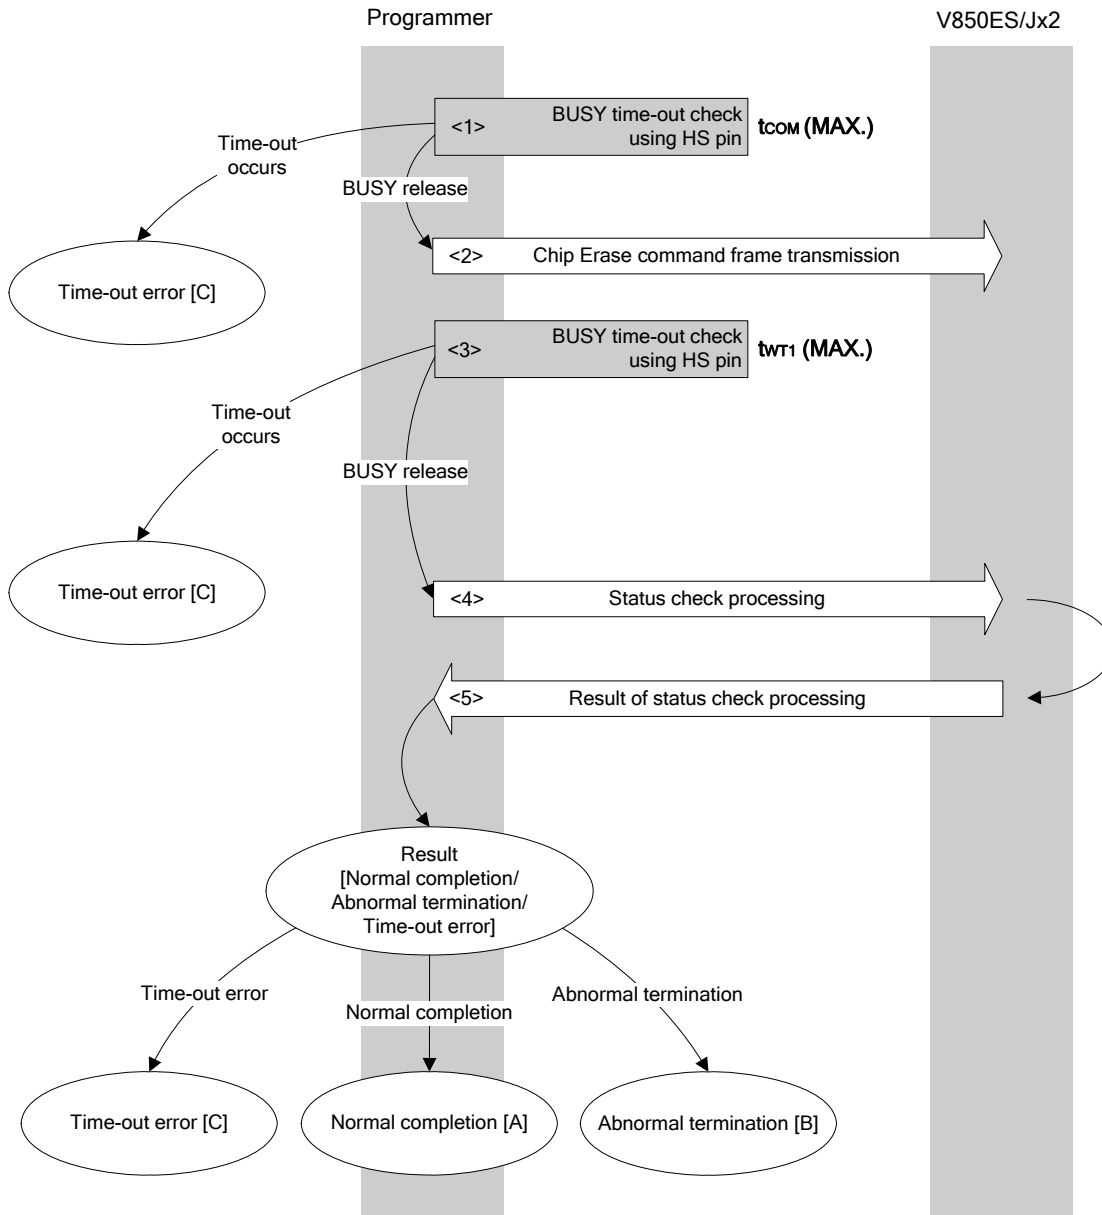 Programmer
V850ES/Jx2
<1>
BUSY time-out check
using HS pin
tCOM (MAX.)
Time-out
occurs
BUSY release
<2>
Chip Erase command frame transmission
Time-out error [C]
<3>
BUSY time-out check
using HS pin
tWT1 (MAX.)
Time-out
occurs
BUSY release
Time-out error [C]
<4>
Status check processing
<5>
Result of status check processing
Result
[Normal completion/
Abnormal termination/
Time-out error]
Time-out error
Normal completion
Abnormal termination
Time-out error [C]
Normal completion [A]
Abnormal termination [B]